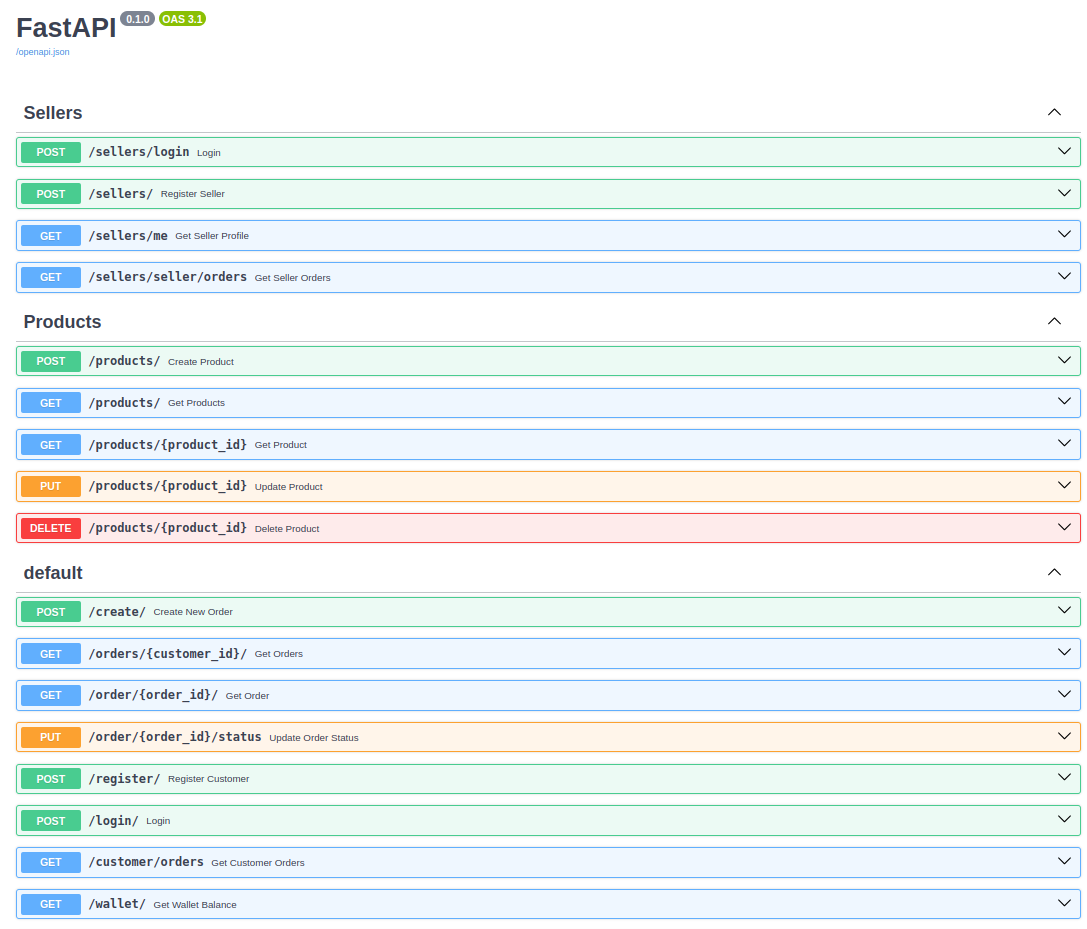 FastAPI 0.1.0 OAS 3.1
/openapi.json
Sellers
POST /sellers/login Login
POST /sellers/ Register Seller
GET /sellers/me Get Seller Profile
GET /sellers/seller/orders Get Seller Orders
Products
POST /products/ Create Product
GET /products/ Get Products
GET /products/{product_id} Get Product
PUT /products/{product_id} Update Product
DELETE /products/{product_id} Delete Product
default
POST /create/ Create New Order
GET /orders/{customer_id}/ Get Orders
GET /order/{order_id}/ Get Order
PUT /order/{order_id}/status Update Order Status
POST /register/ Register Customer
POST /login/ Login
GET /customer/orders Get Customer Orders
GET /wallet/ Get Wallet Balance